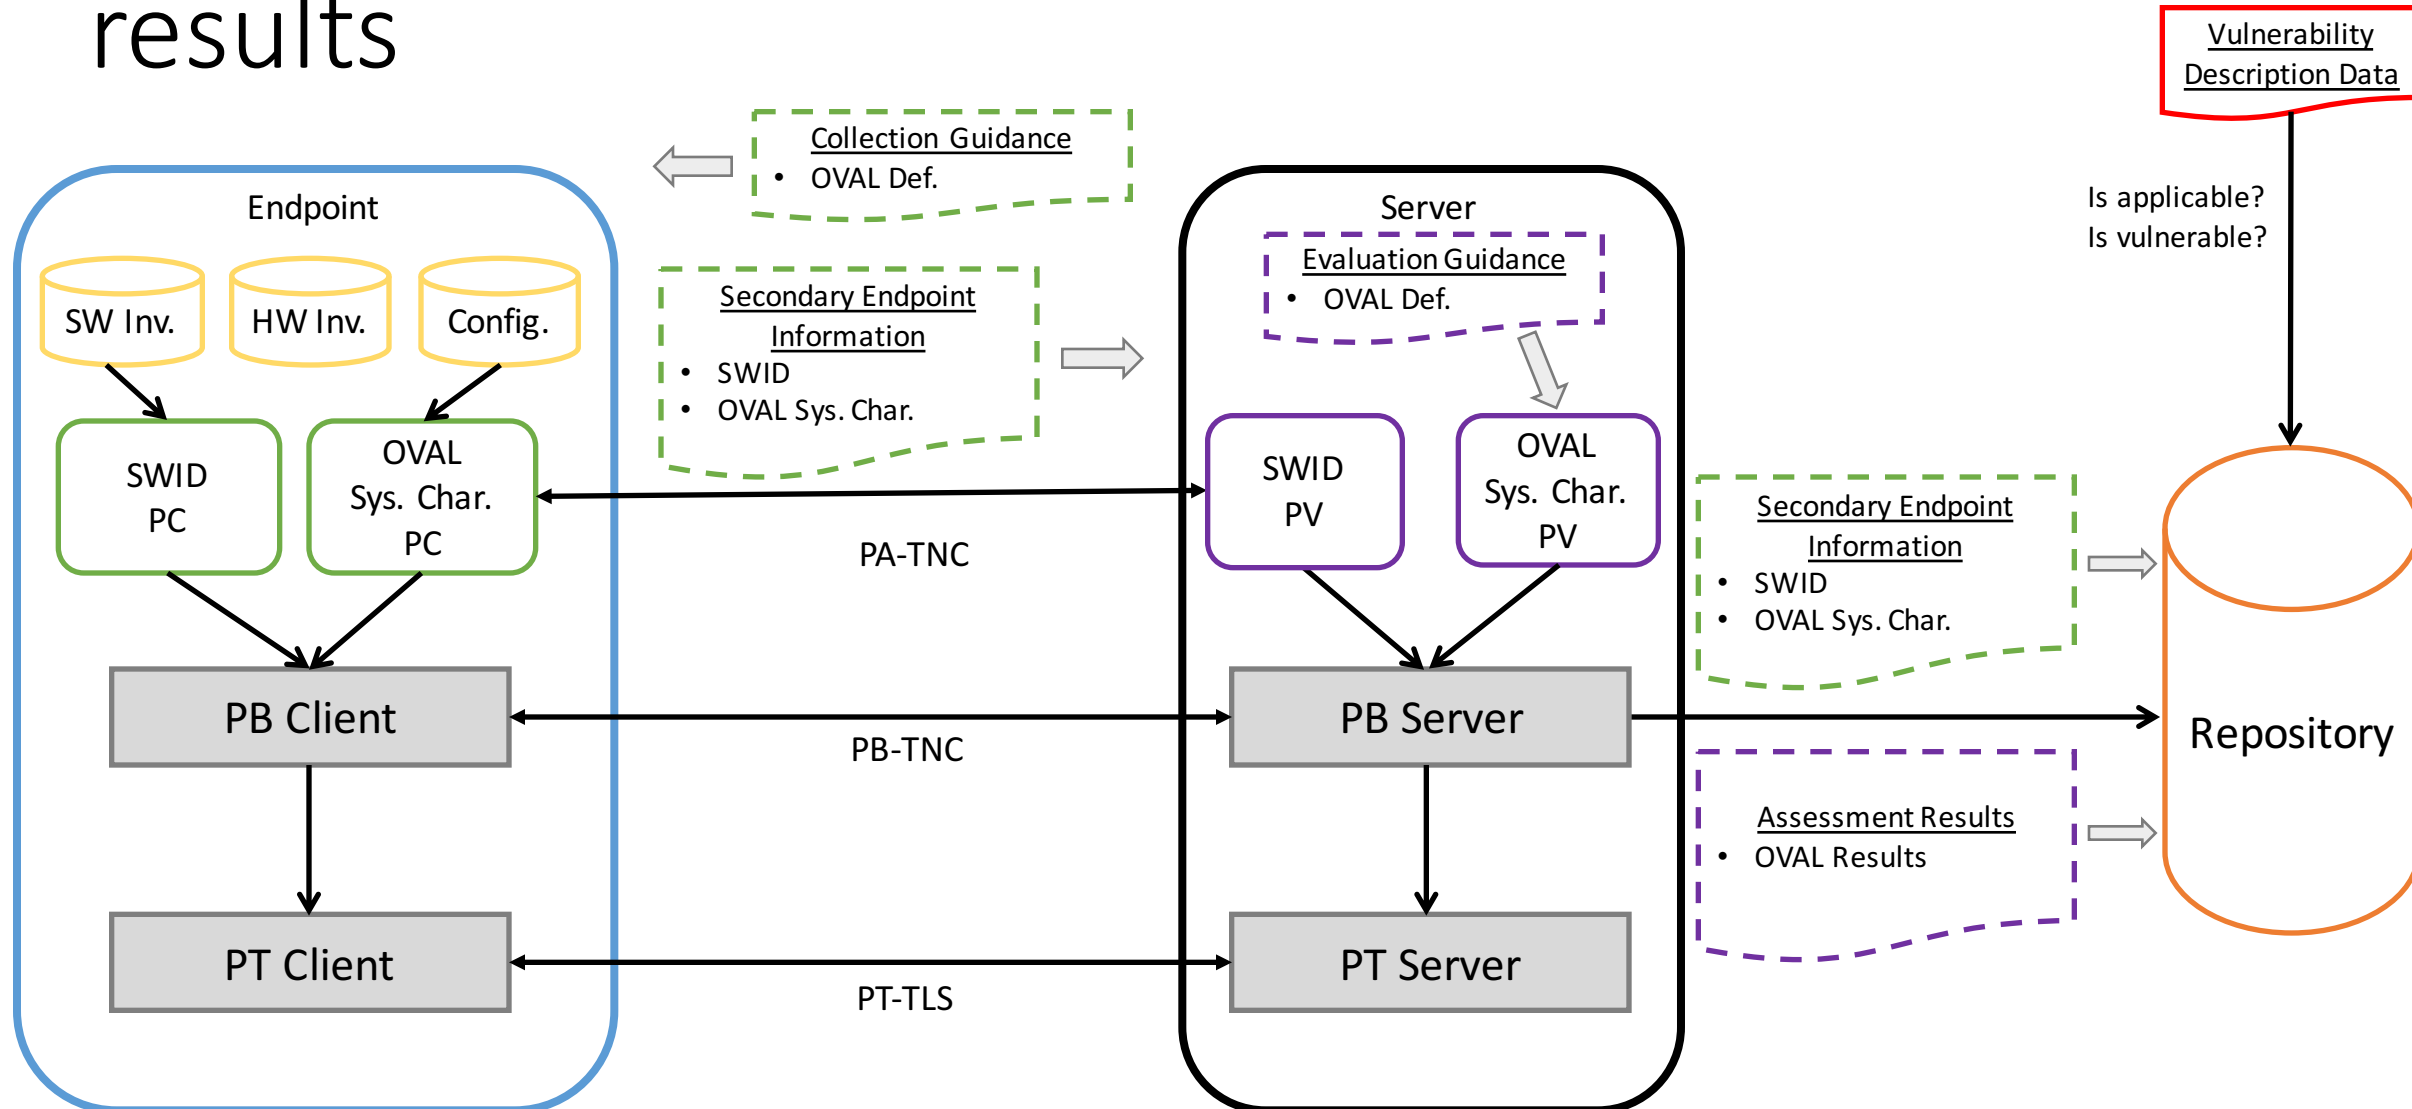 results
Vulnerability
Description Data
Collection Guidance
• OVAL Def.
Is applicable?
Is vulnerable?
Endpoint
SW Inv.
HW Inv.
Config.
Secondary Endpoint
Information
• SWID
• OVAL Sys. Char.
Server
Evaluation Guidance
• OVAL Def.
SWID
PC
OVAL
Sys. Char.
PC
PA-TNC
SWID
PV
OVAL
Sys. Char.
PV
Secondary Endpoint
Information
• SWID
• OVAL Sys. Char.
PB Client
PB-TNC
PB Server
Repository
Assessment Results
• OVAL Results
PT Client
PT-TLS
PT Server